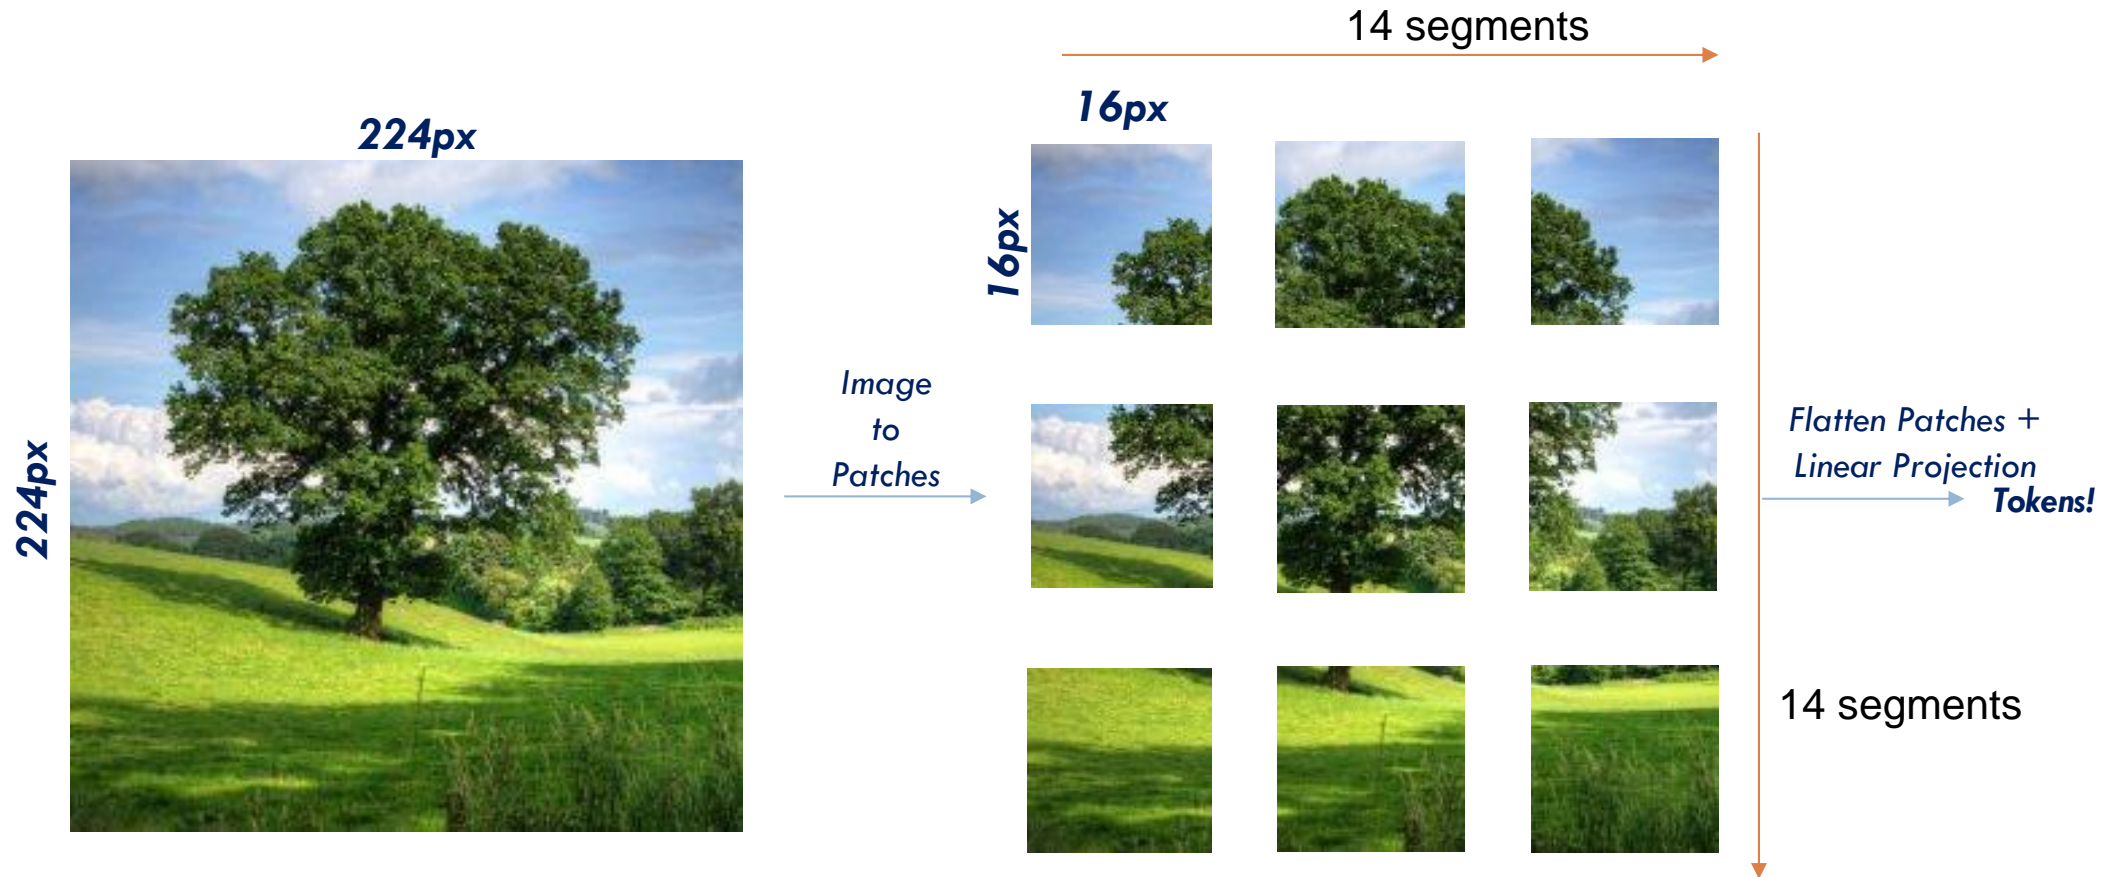 14 segments
16px
224px
16px
224px
Image
to
Patches
Flatten Patches +
Linear Projection
Tokens!
14 segments